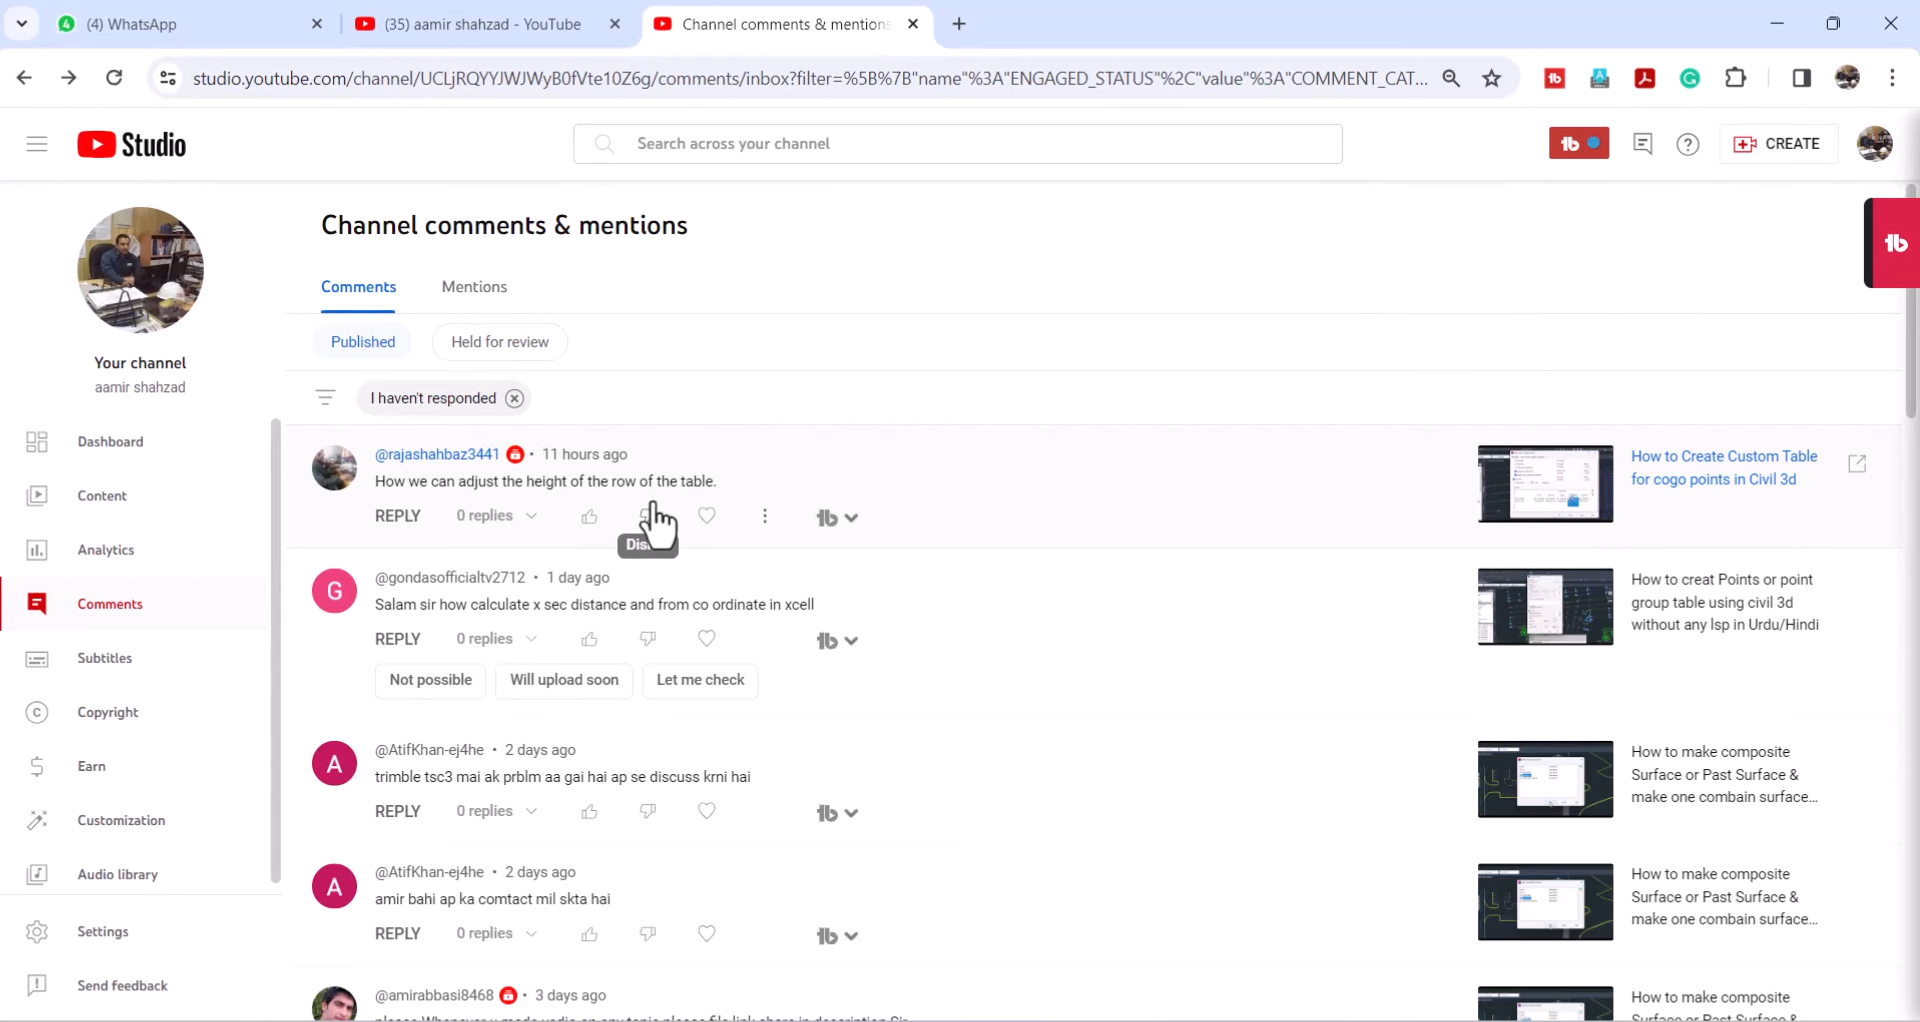 (4) WhatsApp
(35) aamir shahzad - YouTube
Channel comments & mentions
studio.youtube.com/channel/UCLjRQYYJWJWyB0fVte10Z6g/comments/inbox?filter=%5B%7B"name"%3A"ENGAGED_STATUS"%2C"value"%3A"COMMENT_CAT...
Studio
Search across your channel
CREATE
Channel comments & mentions
Comments
Mentions
Published
Held for review
Your channel
aamir shahzad
I haven't responded
Dashboard
Content
Analytics
Comments
Subtitles
Copyright
Earn
Customization
Audio library
Settings
Send feedback
@rajashahbaz3441 • 11 hours ago
How we can adjust the height of the row of the table.
REPLY 0 replies
How to Create Custom Table
for cogo points in Civil 3d
G
@gondasofficialtv2712 • 1 day ago
Salam sir how calculate x sec distance and from co ordinate in xcell
REPLY 0 replies
Not possible
Will upload soon
Let me check
How to creat Points or point
group table using civil 3d
without any lsp in Urdu/Hindi
A
@AtifKhan-ej4he • 2 days ago
trimble tsc3 mai ak prblm aa gai hai ap se discuss krni hai
REPLY 0 replies
How to make composite
Surface or Past Surface &
make one combain surface...
A
@AtifKhan-ej4he • 2 days ago
amir bahi ap ka comtact mil skta hai
REPLY 0 replies
How to make composite
Surface or Past Surface &
make one combain surface...
@amirabbasi8468 • 3 days ago
How to make composite